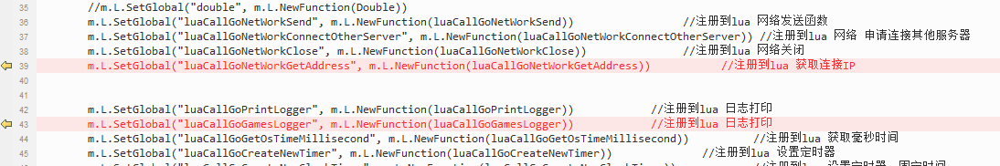 35 //m.L.SetGlobal("double", m.L.NewFunction(Double))
36 m.L.SetGlobal("luaCallGoNetWorkSend", m.L.NewFunction(luaCallGoNetWorkSend)) //注册到lua 网络发送函数
37 m.L.SetGlobal("luaCallGoNetWorkConnectOtherServer", m.L.NewFunction(luaCallGoNetWorkConnectOtherServer)) //注册到lua 网络 申请连接其他服务器
38 m.L.SetGlobal("luaCallGoNetWorkClose", m.L.NewFunction(luaCallGoNetWorkClose)) //注册到lua 网络关闭
39 m.L.SetGlobal("luaCallGoNetWorkGetAddress", m.L.NewFunction(luaCallGoNetWorkGetAddress)) //注册到lua 获取连接IP
40
41
42 m.L.SetGlobal("luaCallGoPrintLogger", m.L.NewFunction(luaCallGoPrintLogger)) //注册到lua 日志打印
43 m.L.SetGlobal("luaCallGoGamesLogger", m.L.NewFunction(luaCallGoGamesLogger)) //注册到lua 日志打印
44 m.L.SetGlobal("luaCallGoGetOsTimeMillisecond", m.L.NewFunction(luaCallGoGetOsTimeMillisecond)) //注册到lua 获取毫秒时间
45 m.L.SetGlobal("luaCallGoCreateNewTimer", m.L.NewFunction(luaCallGoCreateNewTimer)) //注册到lua 设置定时器